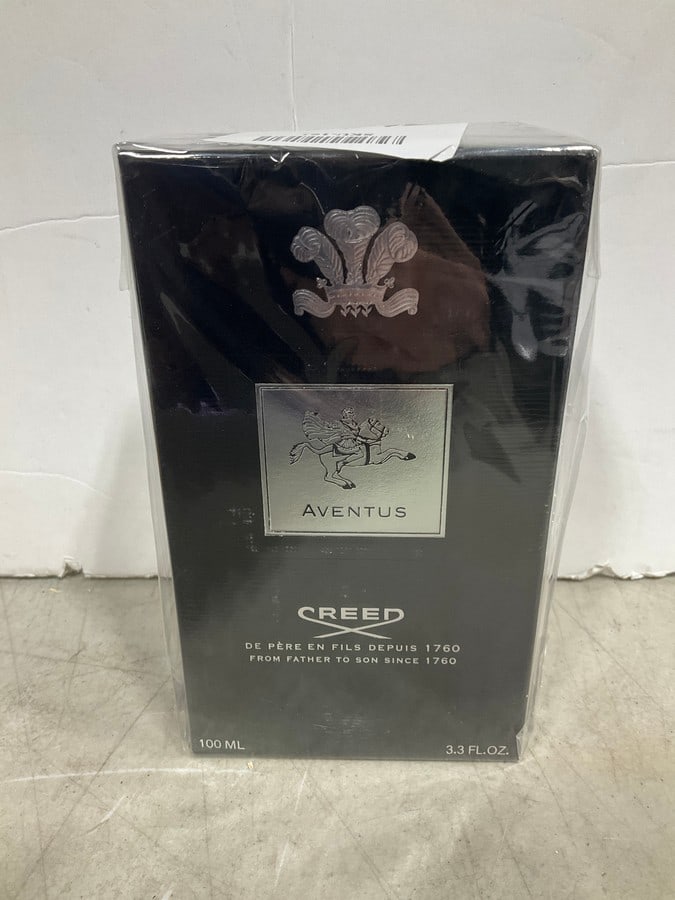 AVENTUS
CREED
DE PÈRE EN FILS DEPUIS 1760
FROM FATHER TO SON SINCE 1760
100 ML
3.3 FL.OZ.